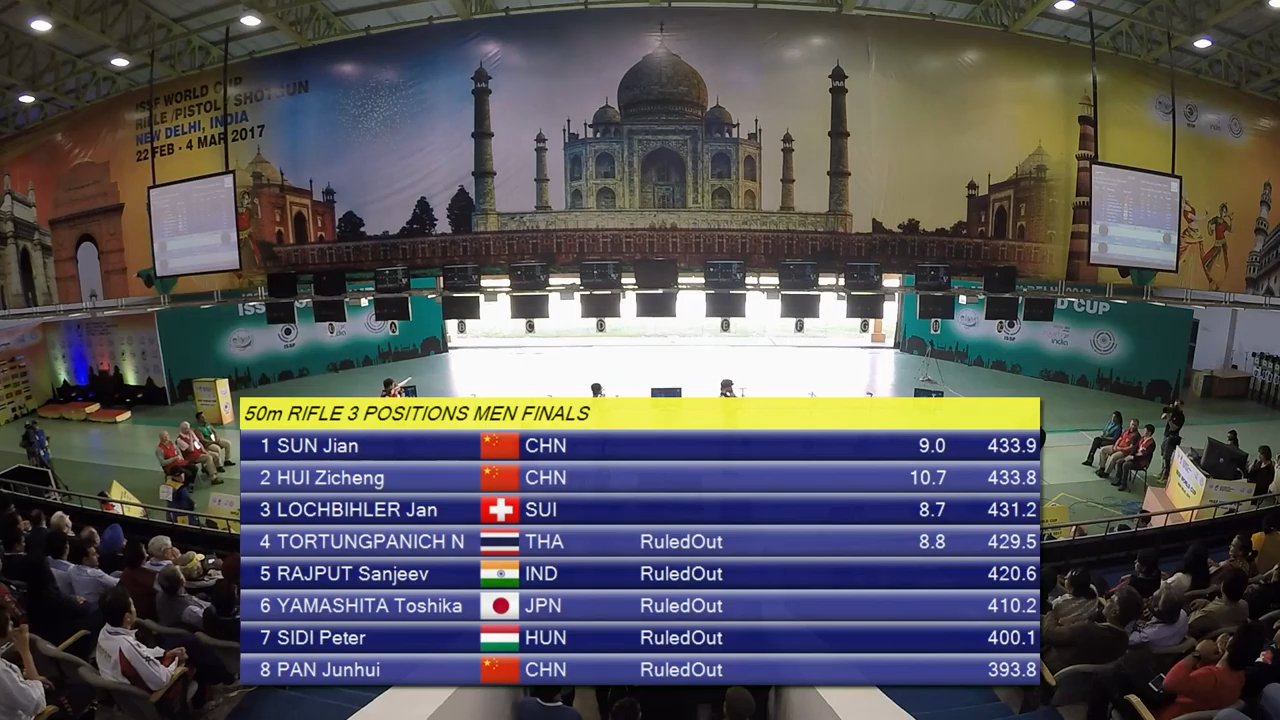 ISSF WORLD CUP
RIFLE /PISTOL / SHOTGUN
NEW DELHI, INDIA
22 FEB - 4 MAR 2017
ISS
D CUP
A B C D E F G H
50m RIFLE 3 POSITIONS MEN FINALS
1 SUN Jian CHN 9.0 433.9
2 HUI Zicheng CHN 10.7 433.8
3 LOCHBIHLER Jan SUI 8.7 431.2
4 TORTUNGPANICH N THA RuledOut 8.8 429.5
5 RAJPUT Sanjeev IND RuledOut 420.6
6 YAMASHITA Toshika JPN RuledOut 410.2
7 SIDI Peter HUN RuledOut 400.1
8 PAN Junhui CHN RuledOut 393.8